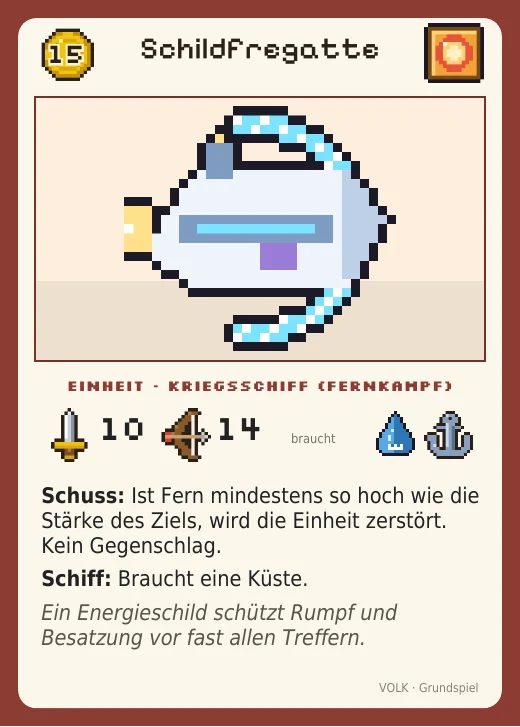 15
Schildfregatte
EINHEIT - KRIEGSSCHIFF (FERNKAMPF)
10 14 braucht
Schuss: Ist Fern mindestens so hoch wie die
Stärke des Ziels, wird die Einheit zerstört.
Kein Gegenschlag.
Schiff: Braucht eine Küste.
Ein Energieschild schützt Rumpf und
Besatzung vor fast allen Treffern.
VOLK · Grundspiel